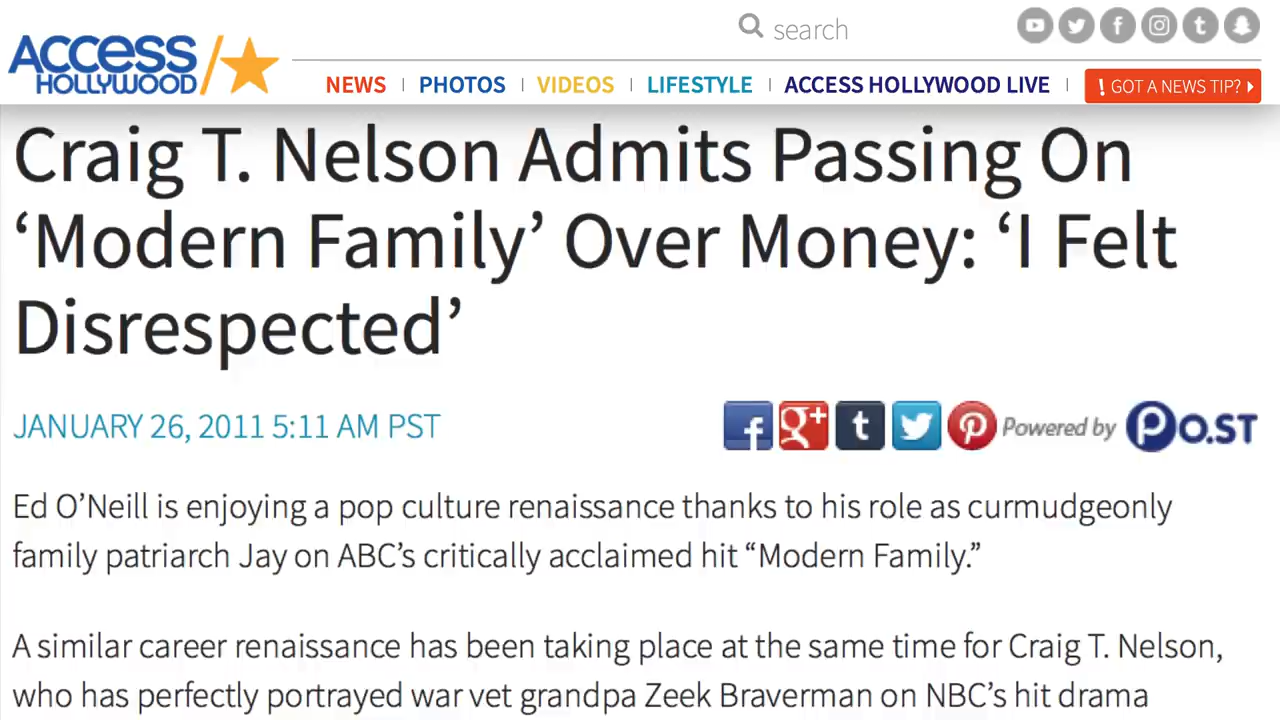 search
ACCESS
HOLLYWOOD
NEWS
PHOTOS
VIDEOS
LIFESTYLE
ACCESS HOLLYWOOD LIVE
! GOT A NEWS TIP?
Craig T. Nelson Admits Passing On
‘Modern Family’ Over Money: ‘I Felt
Disrespected’
JANUARY 26, 2011 5:11 AM PST
Powered by PO.ST
Ed O’Neill is enjoying a pop culture renaissance thanks to his role as curmudgeonly
family patriarch Jay on ABC’s critically acclaimed hit “Modern Family.”
A similar career renaissance has been taking place at the same time for Craig T. Nelson,
who has perfectly portrayed war vet grandpa Zeek Braverman on NBC’s hit drama